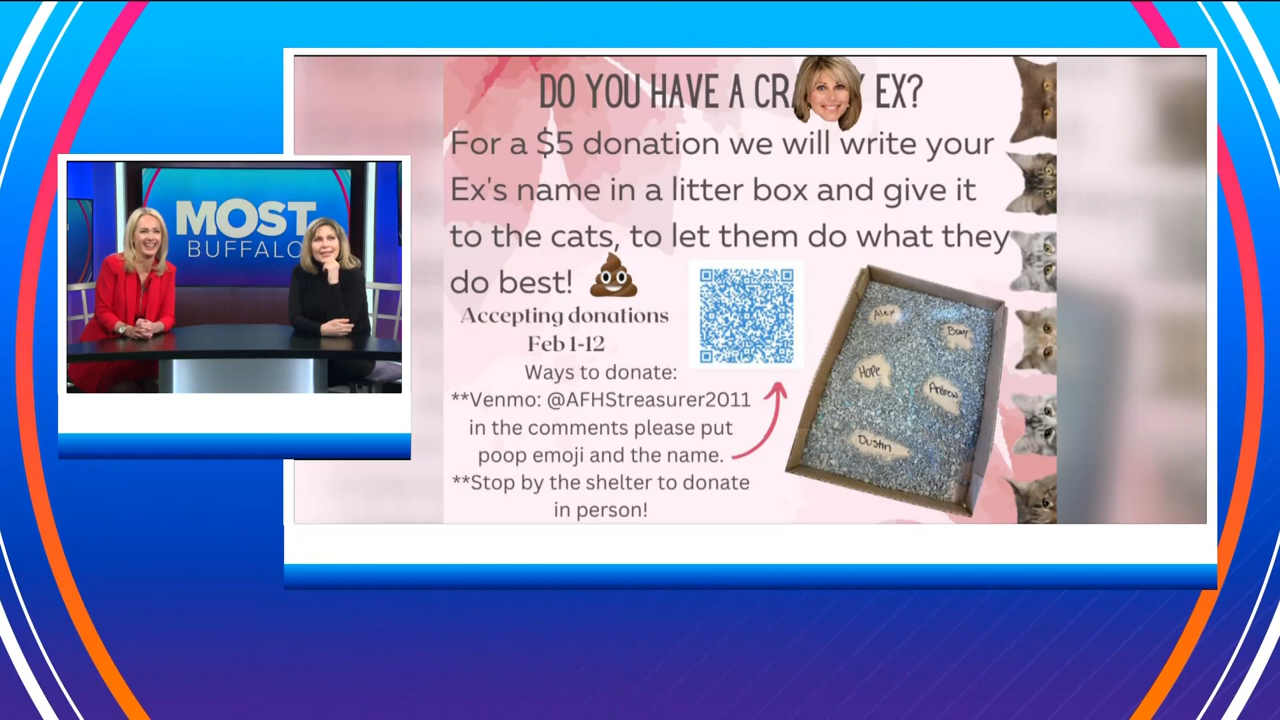 MOST
BUFFALO
DO YOU HAVE A CRA Y EX?
For a $5 donation we will write your
Ex's name in a litter box and give it
to the cats, to let them do what they
do best!
Accepting donations
Feb 1-12
Ways to donate:
**Venmo: @AFHStreasurer2011
in the comments please put
poop emoji and the name.
**Stop by the shelter to donate
in person!
Alex
Bray
Hope
Andrew
Dustin